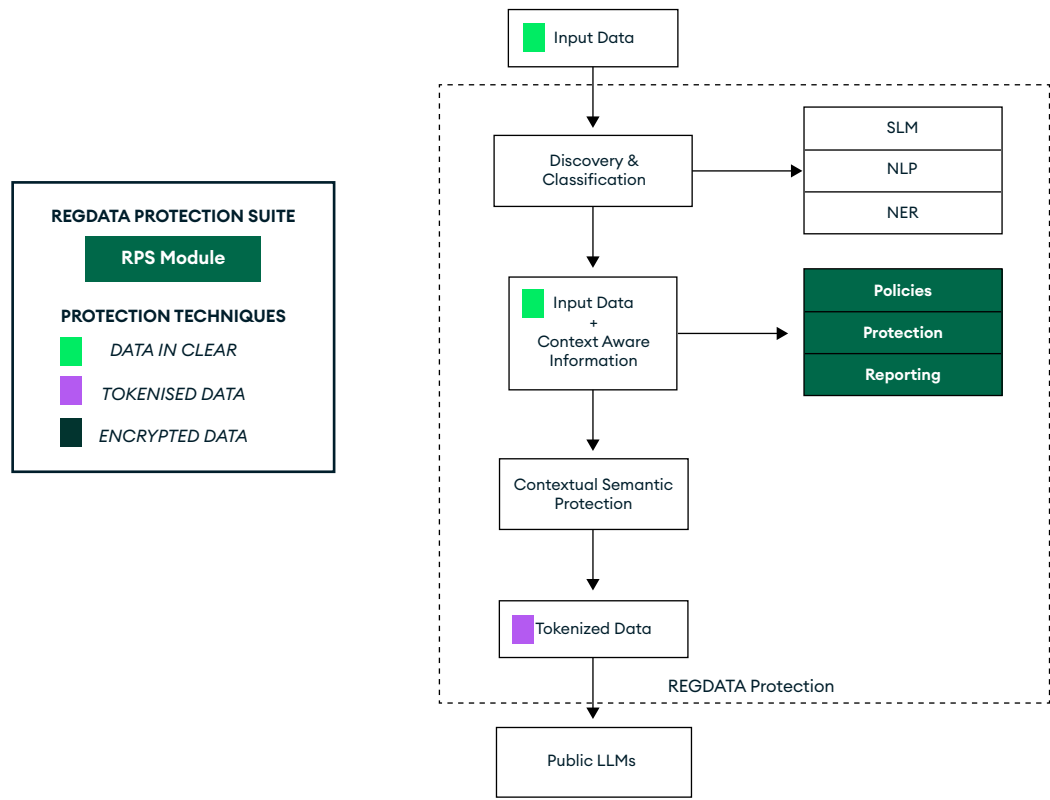 Input Data
Discovery &
Classification
SLM
NLP
NER
REGDATA PROTECTION SUITE
RPS Module
PROTECTION TECHNIQUES
DATA IN CLEAR
TOKENISED DATA
ENCRYPTED DATA
Input Data
+
Context Aware
Information
Policies
Protection
Reporting
Contextual Semantic
Protection
Tokenized Data
REGDATA Protection
Public LLMs